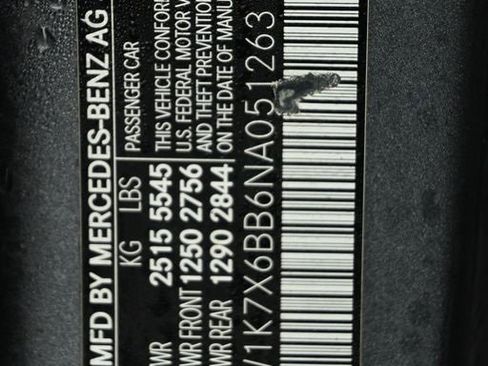 MFD BY MERCEDES-BENZ AG
PASSENGER CAR
KG LBS
WR 2515 5545
WR FRONT 1250 2756
WR REAR 1290 2844
THIS VEHICLE CONFOR
U.S. FEDERAL MOTOR V
AND THEFT PREVENTION
ON THE DATE OF MANU
1K7X6BB6NA051263